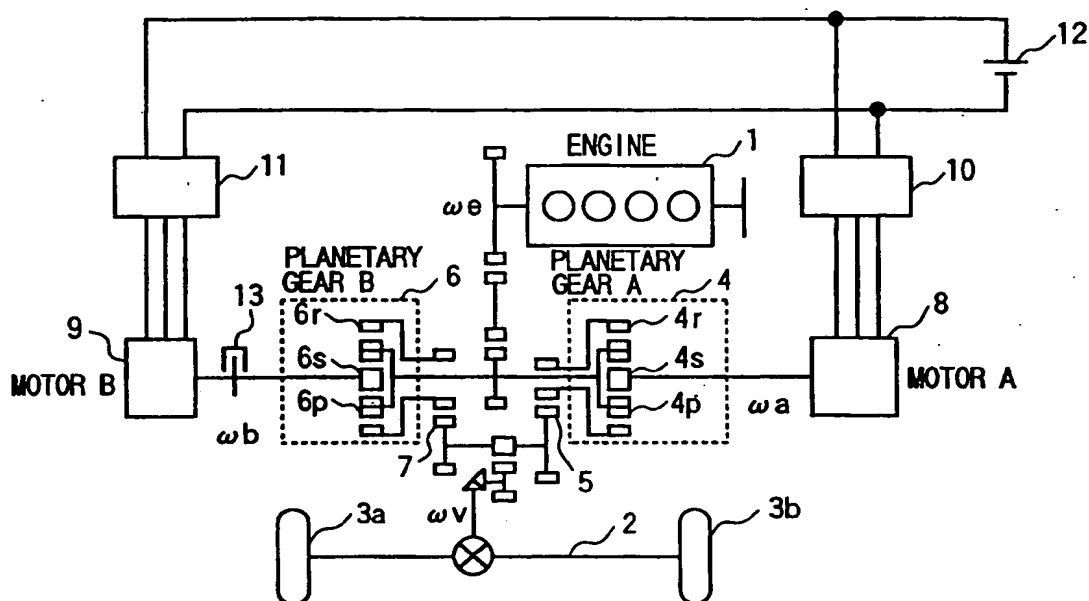 12
11
ENGINE
1
10
ωe
PLANETARY
GEAR B
6
PLANETARY
GEAR A
4
13
9
6r
4r
8
6s
4s
MOTOR B
MOTOR A
6p
4p
ωb
ωa
7
5
3a
ωv
2
3b